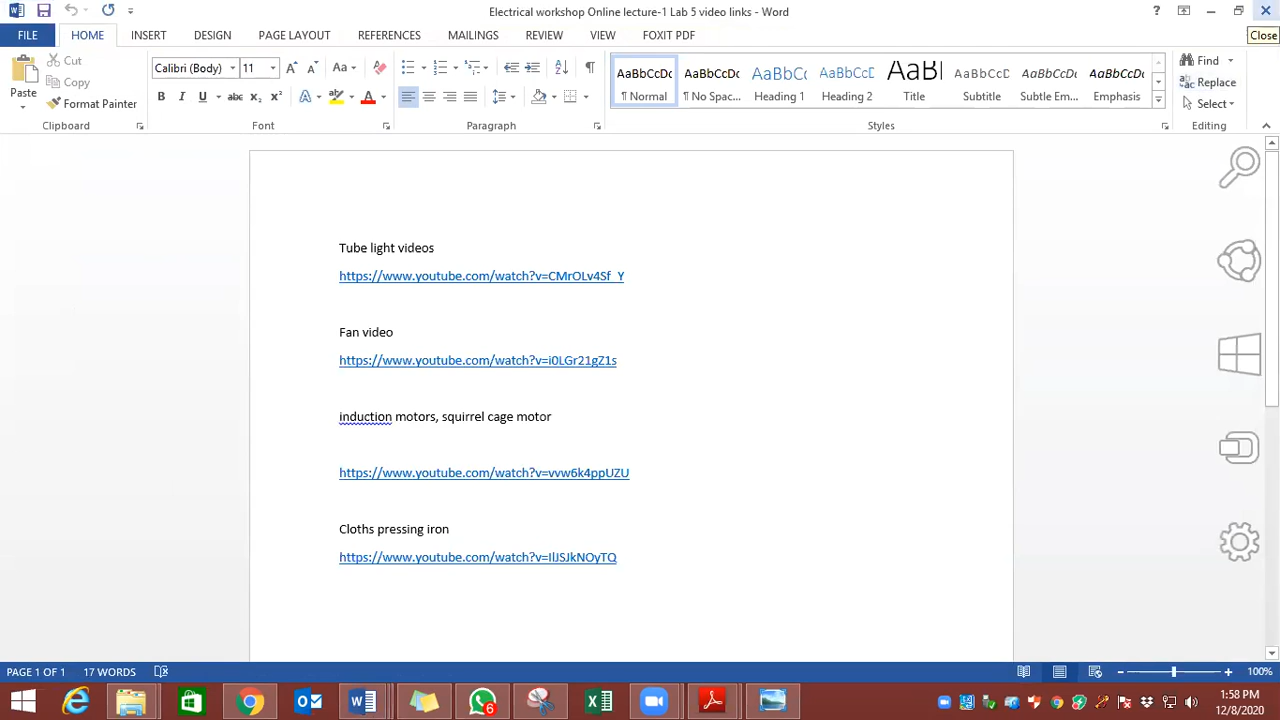 Electrical workshop Online lecture-1 Lab 5 video links - Word
Close
FILE HOME INSERT DESIGN PAGE LAYOUT REFERENCES MAILINGS REVIEW VIEW FOXIT PDF
Paste
Cut
Copy
Format Painter
Calibri (Body) 11
AaBbCcDc AaBbCcDc AaBbCc AaBbCcD AaBl AaBbCcD AaBbCcDc AaBbCcDc
¶ Normal ¶ No Spac... Heading 1 Heading 2 Title Subtitle Subtle Em... Emphasis
Find
Replace
Select
Clipboard Font Paragraph Styles Editing
Tube light videos
https://www.youtube.com/watch?v=CMrOLv4Sf_Y
Fan video
https://www.youtube.com/watch?v=i0LGr21gZ1s
induction motors, squirrel cage motor
https://www.youtube.com/watch?v=vvw6k4ppUZU
Cloths pressing iron
https://www.youtube.com/watch?v=IlJSJkNOyTQ
PAGE 1 OF 1 17 WORDS 100%
6
1:58 PM
12/8/2020